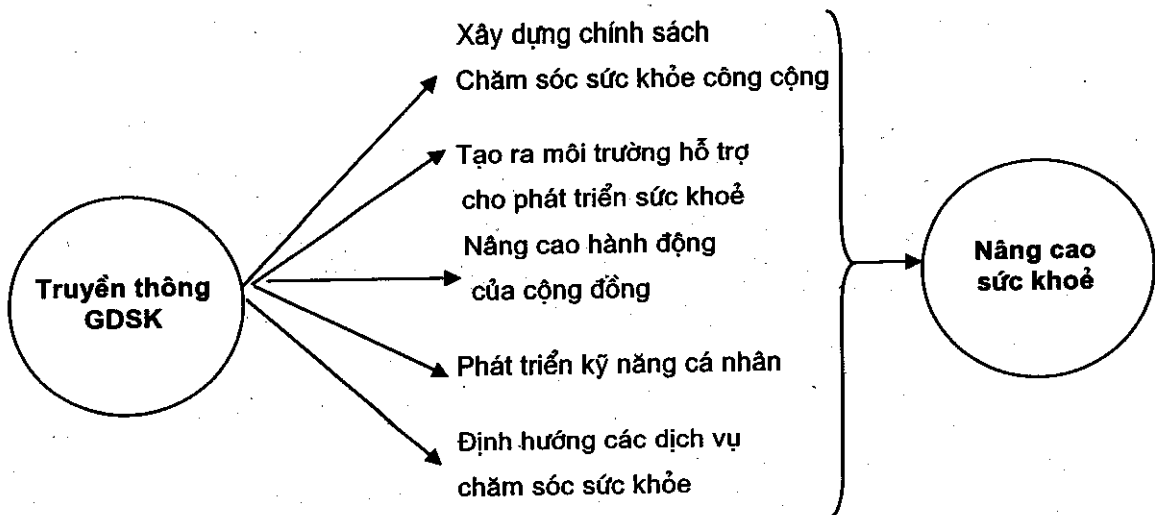 Truyền thông
GDSK
Xây dựng chính sách
Chăm sóc sức khỏe công cộng
Tạo ra môi trường hỗ trợ
cho phát triển sức khoẻ
Nâng cao hành động
của cộng đồng
Phát triển kỹ năng cá nhân
Định hướng các dịch vụ
chăm sóc sức khỏe
Nâng cao
sức khoẻ